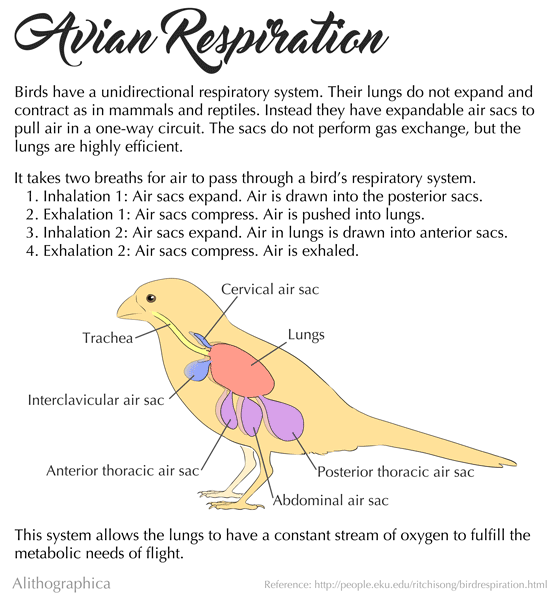 Avian Respiration
Birds have a unidirectional respiratory system. Their lungs do not expand and
contract as in mammals and reptiles. Instead they have expandable air sacs to
pull air in a one-way circuit. The sacs do not perform gas exchange, but the
lungs are highly efficient.
It takes two breaths for air to pass through a bird's respiratory system.
1. Inhalation 1: Air sacs expand. Air is drawn into the posterior sacs.
2. Exhalation 1: Air sacs compress. Air is pushed into lungs.
3. Inhalation 2: Air sacs expand. Air in lungs is drawn into anterior sacs.
4. Exhalation 2: Air sacs compress. Air is exhaled.
Cervical air sac
Trachea
Lungs
Interclavicular air sac
Anterior thoracic air sac
Posterior thoracic air sac
Abdominal air sac
This system allows the lungs to have a constant stream of oxygen to fulfill the
metabolic needs of flight.
Alithographica
Reference: http://people.eku.edu/ritchisong/birdrespiration.html